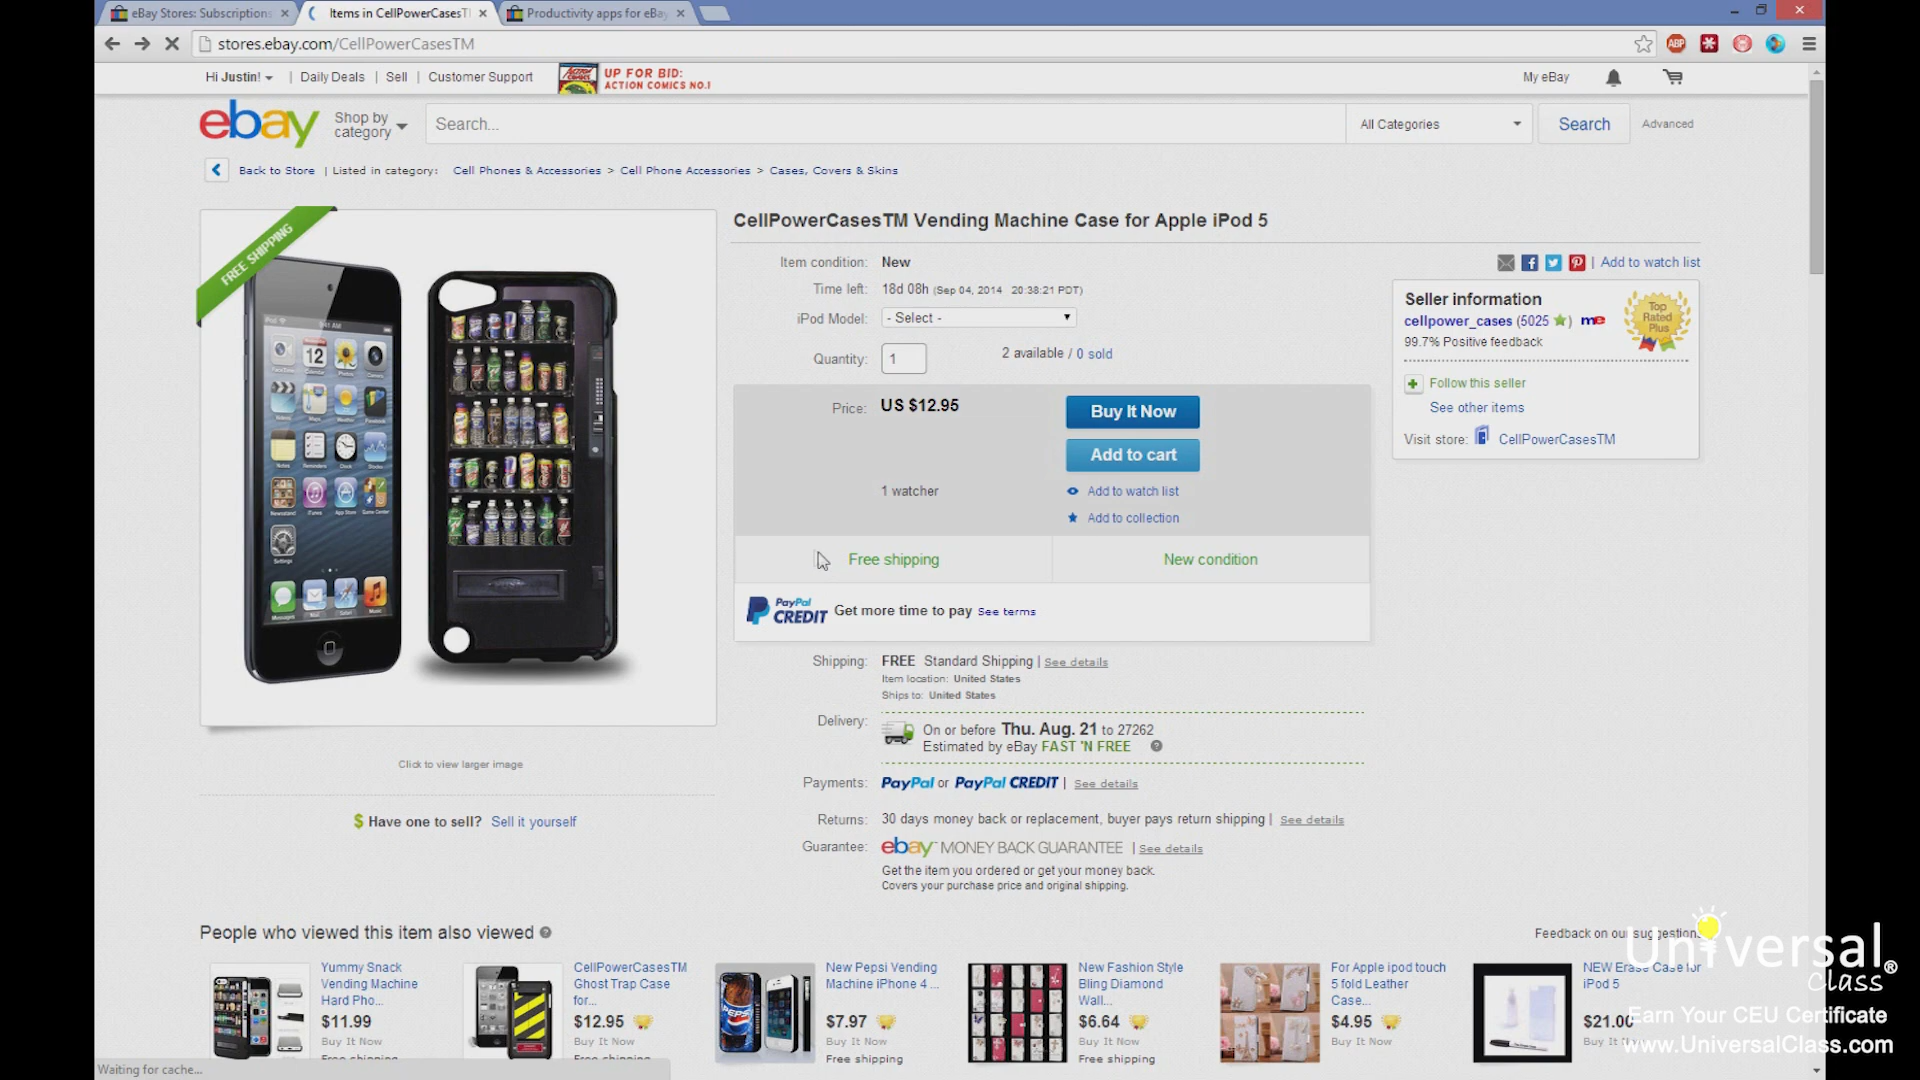 eBay Stores: Subscriptions
Items in CellPowerCasesT
Productivity apps for eBay
stores.ebay.com/CellPowerCasesTM
ABP
Hi Justin! | Daily Deals | Sell | Customer Support
ACTION COMICS
UP FOR BID:
ACTION COMICS NO.1
My eBay
ebay
Shop by
category
Search...
All Categories
Search
Advanced
Back to Store | Listed in category: Cell Phones & Accessories > Cell Phone Accessories > Cases, Covers & Skins
FREE SHIPPING
CellPowerCasesTM Vending Machine Case for Apple iPod 5
Item condition: New
Time left: 18d 08h (Sep 04, 2014 20:38:21 PDT)
iPod Model: - Select -
Quantity: 1
2 available / 0 sold
Price: US $12.95
Buy It Now
Add to cart
1 watcher
Add to watch list
Add to collection
Free shipping
New condition
PayPal
CREDIT
Get more time to pay See terms
Shipping: FREE Standard Shipping | See details
Item location: United States
Ships to: United States
Delivery: On or before Thu. Aug. 21 to 27262
Estimated by eBay FAST 'N FREE
Payments: PayPal or PayPal CREDIT | See details
Returns: 30 days money back or replacement, buyer pays return shipping | See details
Guarantee: ebay MONEY BACK GUARANTEE | See details
Get the item you ordered or get your money back.
Covers your purchase price and original shipping.
| Add to watch list
Seller information
cellpower_cases (5025 ) me
99.7% Positive feedback
Top
Rated
Plus
Follow this seller
See other items
Visit store: CellPowerCasesTM
Click to view larger image
$ Have one to sell? Sell it yourself
People who viewed this item also viewed
Feedback on our suggestions
Yummy Snack
Vending Machine
Hard Pho...
$11.99
Buy It Now
Free shipping
CellPowerCasesTM
Ghost Trap Case
for...
$12.95
Buy It Now
Free shipping
PEPSI
New Pepsi Vending
Machine iPhone 4 ...
$7.97
Buy It Now
Free shipping
New Fashion Style
Bling Diamond
Wall...
$6.64
Buy It Now
Free shipping
For Apple ipod touch
5 fold Leather
Case...
$4.95
Buy It Now
NEW Erase Case for
iPod 5
$21.00
Buy It
Universal
Class®
Earn Your CEU Certificate
www.UniversalClass.com
Waiting for cache...